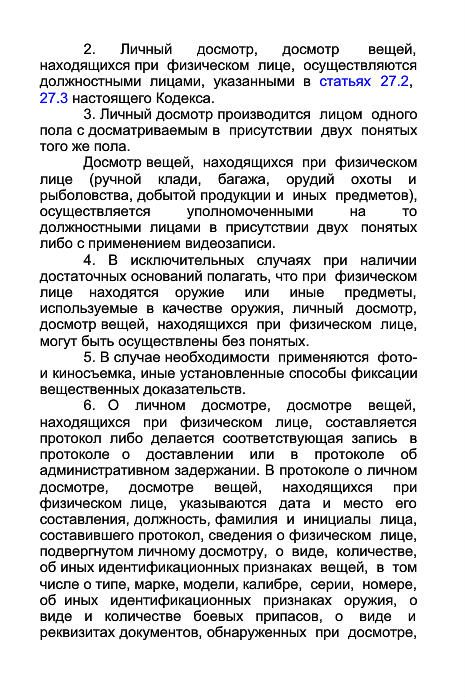 2. Личный досмотр, досмотр вещей,
находящихся при физическом лице, осуществляются
должностными лицами, указанными в статьях 27.2,
27.3 настоящего Кодекса.
3. Личный досмотр производится лицом одного
пола с досматриваемым в присутствии двух понятых
того же пола.
Досмотр вещей, находящихся при физическом
лице (ручной клади, багажа, орудий охоты и
рыболовства, добытой продукции и иных предметов),
осуществляется уполномоченными на то
должностными лицами в присутствии двух понятых
либо с применением видеозаписи.
4. В исключительных случаях при наличии
достаточных оснований полагать, что при физическом
лице находятся оружие или иные предметы,
используемые в качестве оружия, личный досмотр,
досмотр вещей, находящихся при физическом лице,
могут быть осуществлены без понятых.
5. В случае необходимости применяются фото-
и киносъемка, иные установленные способы фиксации
вещественных доказательств.
6. О личном досмотре, досмотре вещей,
находящихся при физическом лице, составляется
протокол либо делается соответствующая запись в
протоколе о доставлении или в протоколе об
административном задержании. В протоколе о личном
досмотре, досмотре вещей, находящихся при
физическом лице, указываются дата и место его
составления, должность, фамилия и инициалы лица,
составившего протокол, сведения о физическом лице,
подвергнутом личному досмотру, о виде, количестве,
об иных идентификационных признаках вещей, в том
числе о типе, марке, модели, калибре, серии, номере,
об иных идентификационных признаках оружия, о
виде и количестве боевых припасов, о виде и
реквизитах документов, обнаруженных при досмотре,